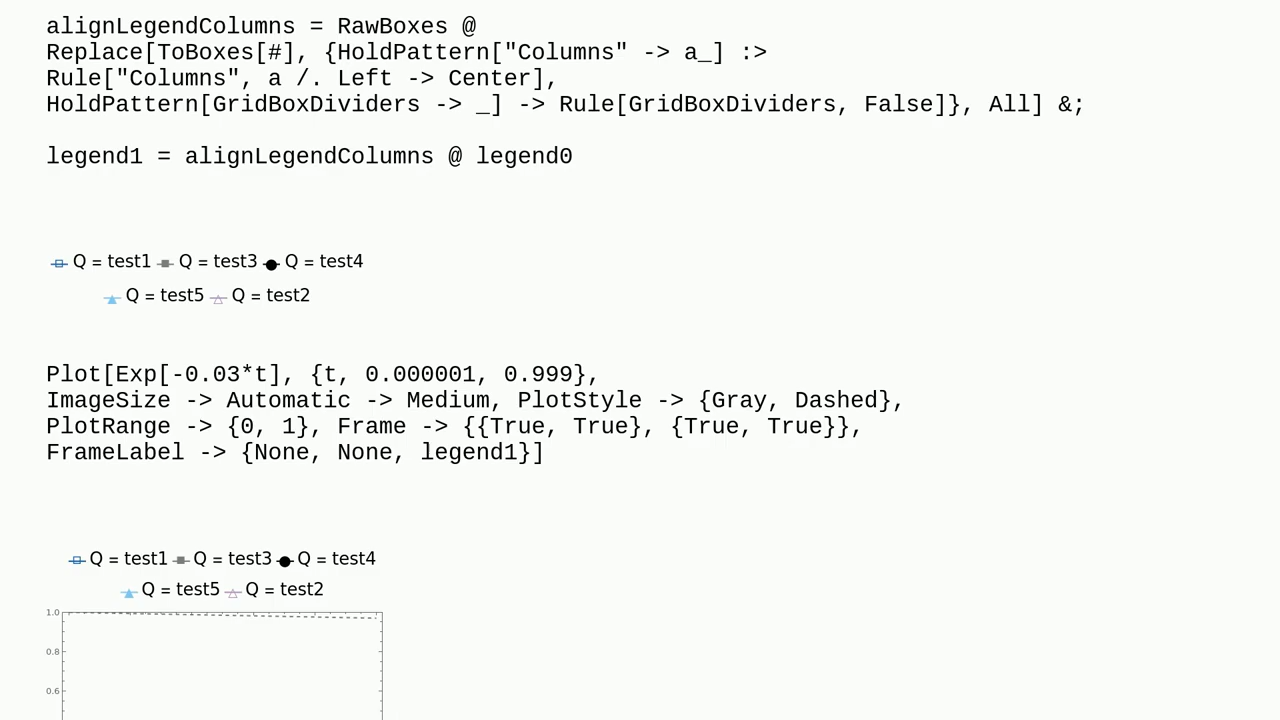 alignLegendColumns = RawBoxes @
Replace[ToBoxes[#], {HoldPattern["Columns" -> a_] :>
Rule["Columns", a /. Left -> Center],
HoldPattern[GridBoxDividers -> _] -> Rule[GridBoxDividers, False]}, All] &;
legend1 = alignLegendColumns @ legend0
Q = test1 Q = test3 Q = test4
Q = test5 Q = test2
Plot[Exp[-0.03*t], {t, 0.000001, 0.999},
ImageSize -> Automatic -> Medium, PlotStyle -> {Gray, Dashed},
PlotRange -> {0, 1}, Frame -> {{True, True}, {True, True}},
FrameLabel -> {None, None, legend1}]
Q = test1 Q = test3 Q = test4
Q = test5 Q = test2
1.0
0.8
0.6